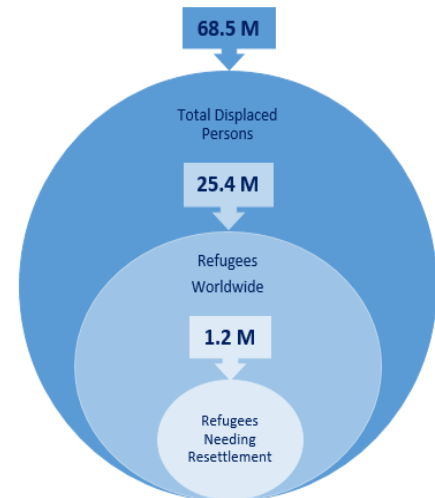 68.5 M
Total Displaced
Persons
25.4 M
Refugees
Worldwide
1.2 M
Refugees
Needing
Resettlement